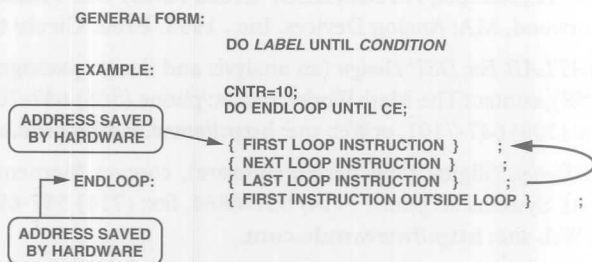 GENERAL FORM:
DO LABEL UNTIL CONDITION
EXAMPLE:
CNTR=10;
DO ENDLOOP UNTIL CE;
ADDRESS SAVED
BY HARDWARE
{ FIRST LOOP INSTRUCTION } ;
{ NEXT LOOP INSTRUCTION } ;
ENDLOOP: { LAST LOOP INSTRUCTION } ;
{ FIRST INSTRUCTION OUTSIDE LOOP } ;
ADDRESS SAVED
BY HARDWARE